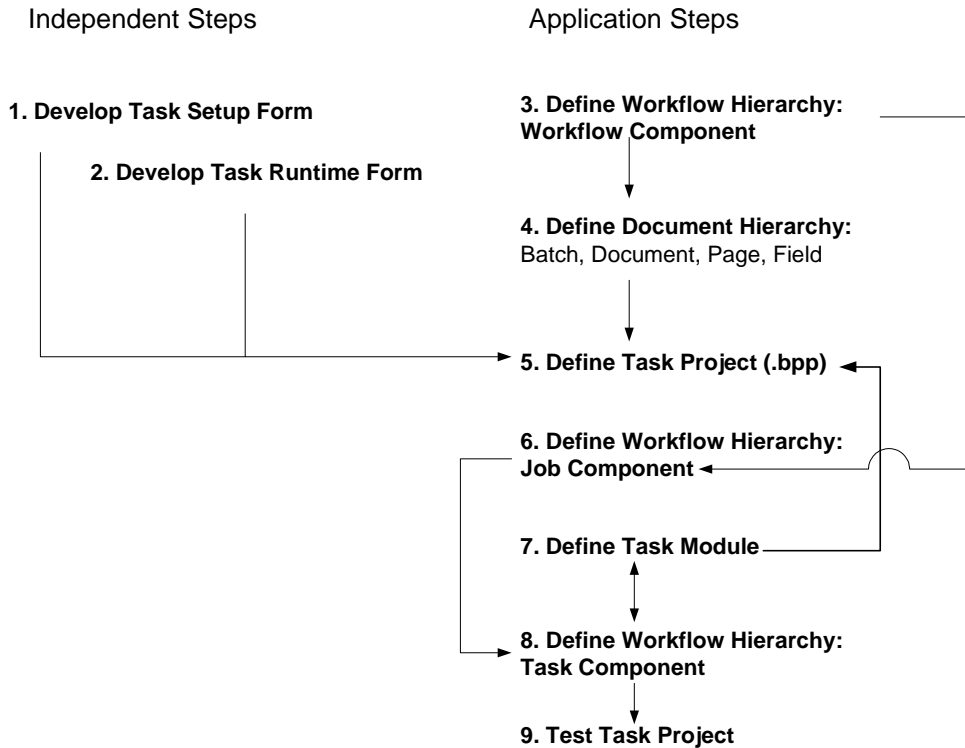 Independent Steps
Application Steps
1. Develop Task Setup Form
2. Develop Task Runtime Form
3. Define Workflow Hierarchy:
Workflow Component
4. Define Document Hierarchy:
Batch, Document, Page, Field
5. Define Task Project (.bpp)
6. Define Workflow Hierarchy:
Job Component
7. Define Task Module
8. Define Workflow Hierarchy:
Task Component
9. Test Task Project